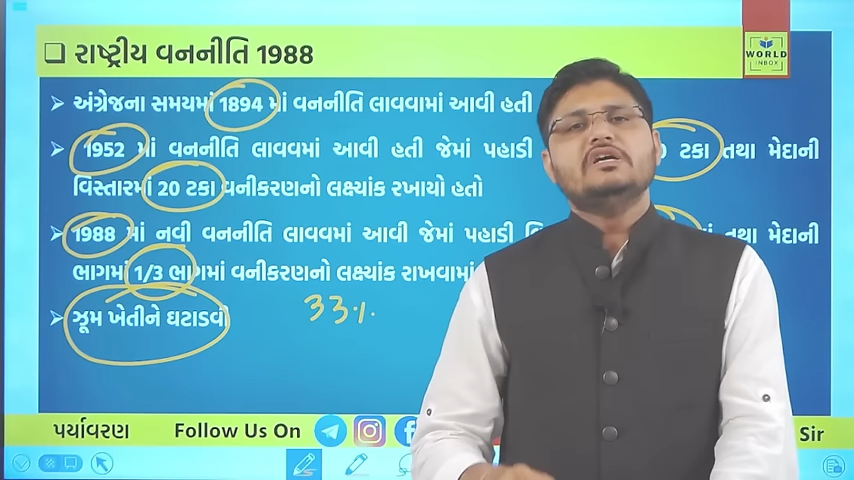 ❑ રાષ્ટ્રીય વનનીતિ 1988
WORLD
INBOX
➢ અંગ્રેજના સમયમાં 1894 માં વનનીતિ લાવવામાં આવી હતી
➢ 1952 માં વનનીતિ લાવવમાં આવી હતી જેમાં પહાડી ટકા તથા મેદાની
વિસ્તારમાં 20 ટકા વનીકરણનો લક્ષ્યાંક રખાયો હતો
➢ 1988 માં નવી વનનીતિ લાવવમાં આવી જેમાં પહાડી તથા મેદાની
ભાગમાં 1/3 ભાગમાં વનીકરણનો લક્ષ્યાંક રાખવામાં
➢ ઝૂમ ખેતીને ઘટાડવી
33%
પર્યાવરણ Follow Us On Sir